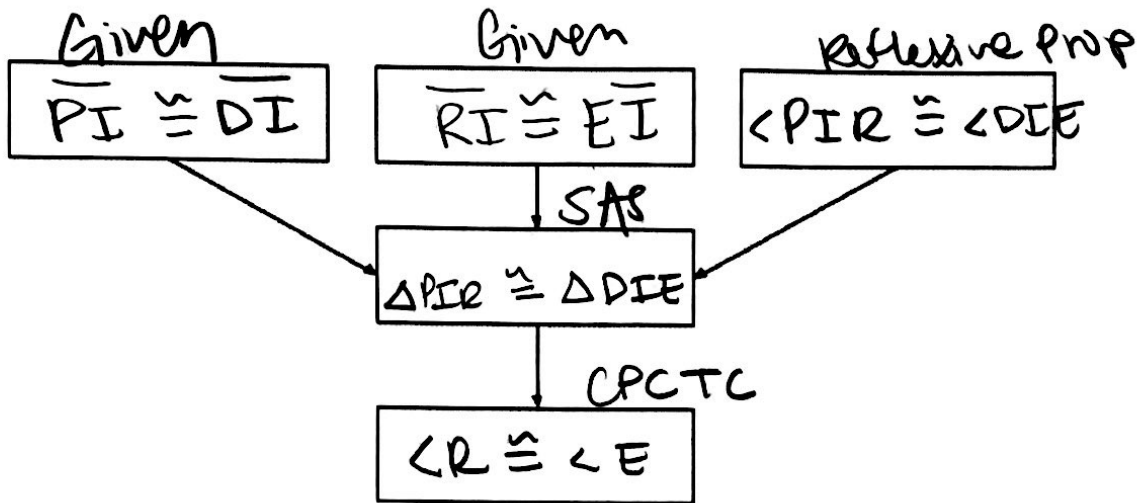 Given Given Reflexive Prop
PI ≅ DI RI ≅ EI <PIR ≅ <DIE
SAS
ΔPIR ≅ ΔDIE
CPCTC
<R ≅ <E